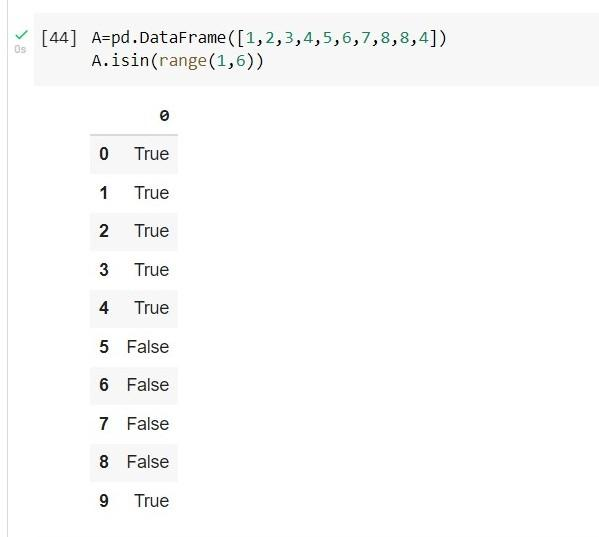 [44] A=pd.DataFrame([1,2,3,4,5,6,7,8,8,4])
0s A.isin(range(1,6))
0
0 True
1 True
2 True
3 True
4 True
5 False
6 False
7 False
8 False
9 True